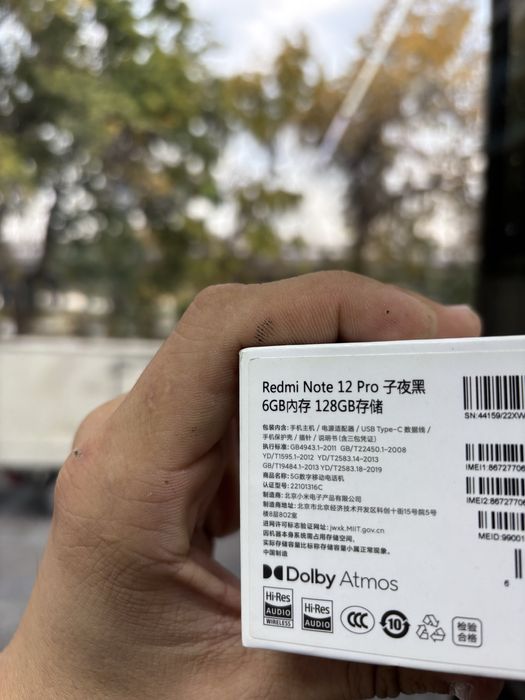 Redmi Note 12 Pro 子夜黑
6GB内存 128GB存储
包装内含: 手机主机 / 电源适配器 / USB Type-C 数据线 /
手机保护壳 / 插针 / 说明书(含三包凭证)
执行标准: GB4943.1-2011 GB/T22450.1-2008
YD/T1595.1-2012 YD/T2583.14-2013
GB/T19484.1-2013 YD/T2583.18-2019
商品名称: 5G数字移动电话机
认证型号: 22101316C
制造商: 北京小米电子产品有限公司
制造商地址: 北京市北京经济技术开发区科创十街15号院5号
楼8层802室
进网许可标志验证网址: jwxk.MIIT.gov.cn
因机器本身系统需占用存储空间,
实际存储容量比标称存储容量小属正常现象。
中国制造
Dolby Atmos
Hi-Res
AUDIO
WIRELESS
Hi-Res
AUDIO
CCC
10
检验
合格
SN: 44159/22XW
IMEI1: 8672770
IMEI2: 8672770
MEID: 99001
6